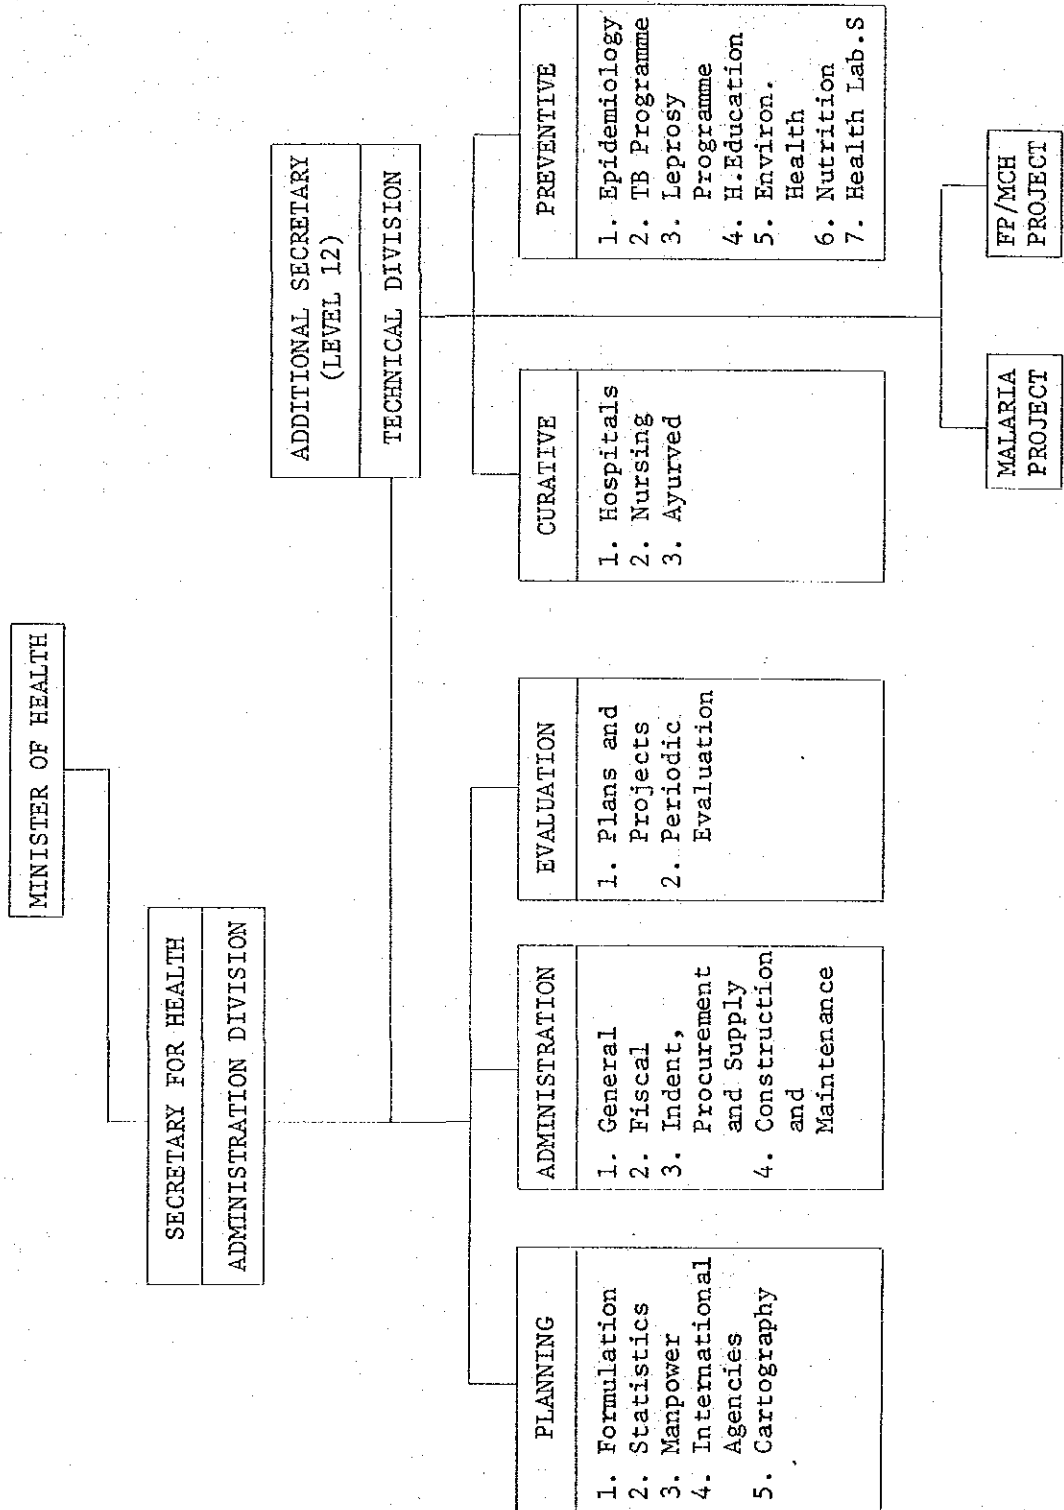 MINISTER OF HEALTH
SECRETARY FOR HEALTH
ADMINISTRATION DIVISION
ADDITIONAL SECRETARY
(LEVEL 12)
TECHNICAL DIVISION
PLANNING
1. Formulation
2. Statistics
3. Manpower
4. International
Agencies
5. Cartography
ADMINISTRATION
1. General
2. Fiscal
3. Indent,
Procurement
and Supply
4. Construction
and
Maintenance
EVALUATION
1. Plans and
Projects
2. Periodic
Evaluation
CURATIVE
1. Hospitals
2. Nursing
3. Ayurved
PREVENTIVE
1. Epidemiology
2. TB Programme
3. Leprosy
Programme
4. H.Education
5. Environ.
Health
6. Nutrition
7. Health Lab.s
MALARIA
PROJECT
FP/MCH
PROJECT